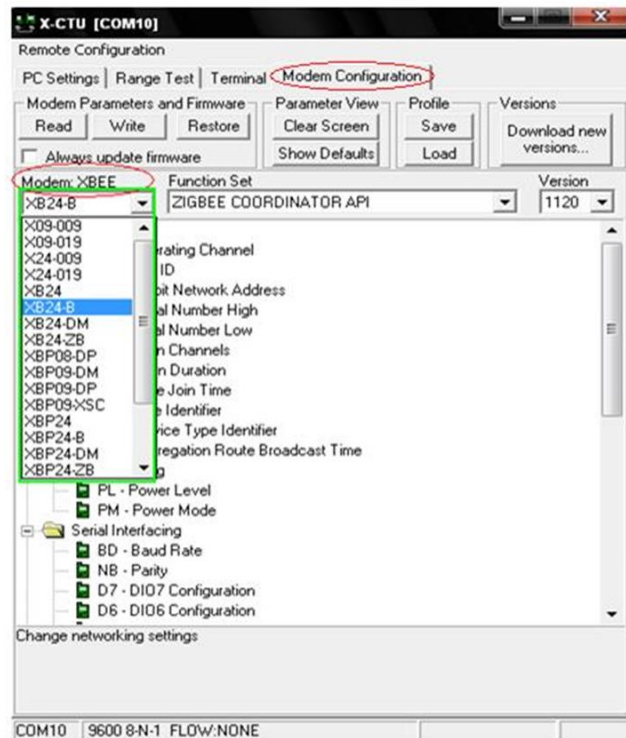 X-CTU [COM10]
Remote Configuration
PC Settings Range Test Terminal Modem Configuration
Modem Parameters and Firmware Parameter View Profile Versions
Read Write Restore Clear Screen Save Download new versions...
Always update firmware Show Defaults Load
Modem: XBEE Function Set Version
XB24-B ZIGBEE COORDINATOR API 1120
X09-009
X09-019 rating Channel
X24-009 ID
X24-019 bit Network Address
XB24 al Number High
XB24-B al Number Low
XB24-DM n Channels
XB24-ZB n Duration
XBP08-DP e Join Time
XBP09-DM e Identifier
XBP09-DP vice Type Identifier
XBP09-XSC regation Route Broadcast Time
XBP24
XBP24-B
XBP24-DM
XBP24-ZB g
PL - Power Level
PM - Power Mode
Serial Interfacing
BD - Baud Rate
NB - Parity
D7 - DIO7 Configuration
D6 - DIO6 Configuration
Change networking settings
COM10 9600 8-N-1 FLOW:NONE